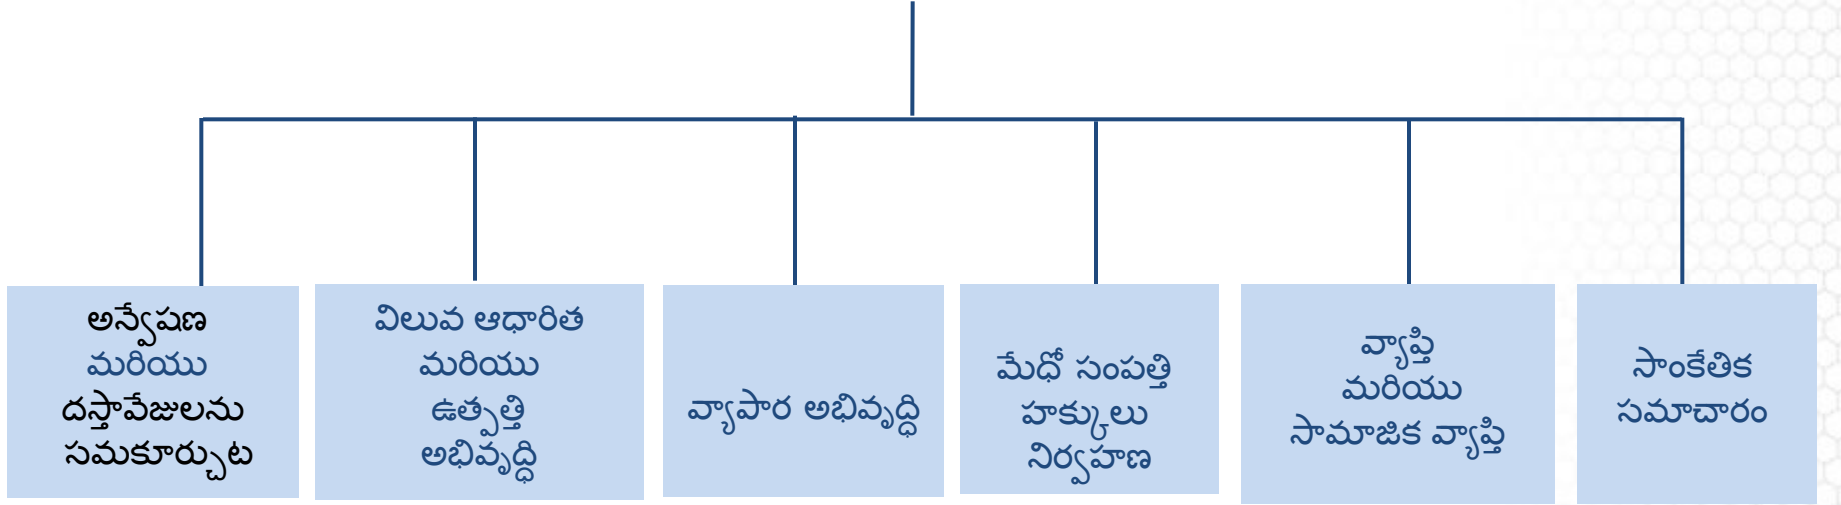 అన్వేషణ
మరియు
దస్తావేజులను
సమకూర్చుట
విలువ ఆధారిత
మరియు
ఉత్పత్తి
అభివృద్ధి
వ్యాపార అభివృద్ధి
మేధో సంపత్తి
హక్కులు
నిర్వహణ
వ్యాప్తి
మరియు
సామాజిక వ్యాప్తి
సాంకేతిక
సమాచారం